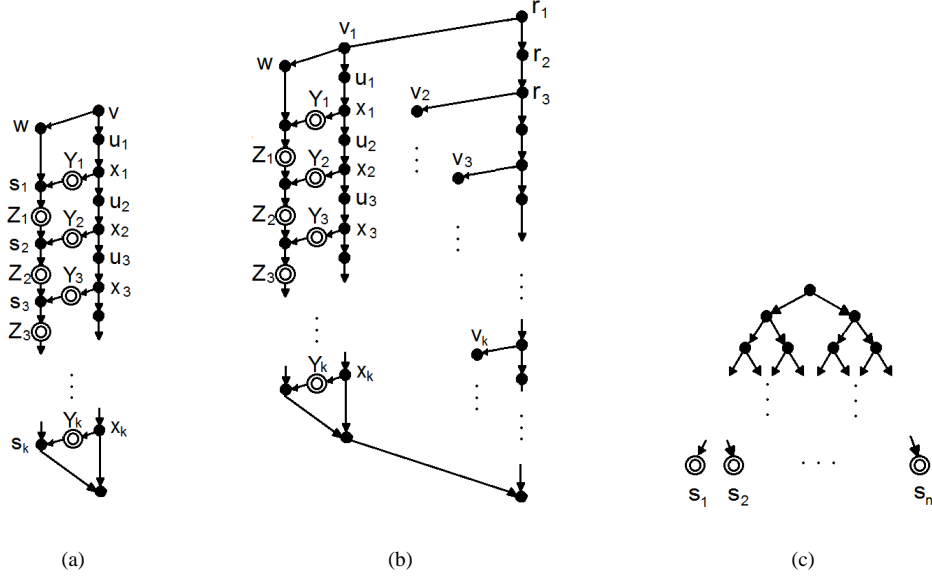 w
v
u1
Y1
x1
s1
u2
Z1
Y2
x2
s2
u3
Z2
Y3
x3
s3
Z3
Yk
xk
sk
(a)
r1
v1
w
r2
u1
Y1
x1
v2
r3
u2
Z1
Y2
x2
v3
u3
Z2
Y3
x3
Z3
vk
Yk
xk
(b)
s1
s2
sn
(c)